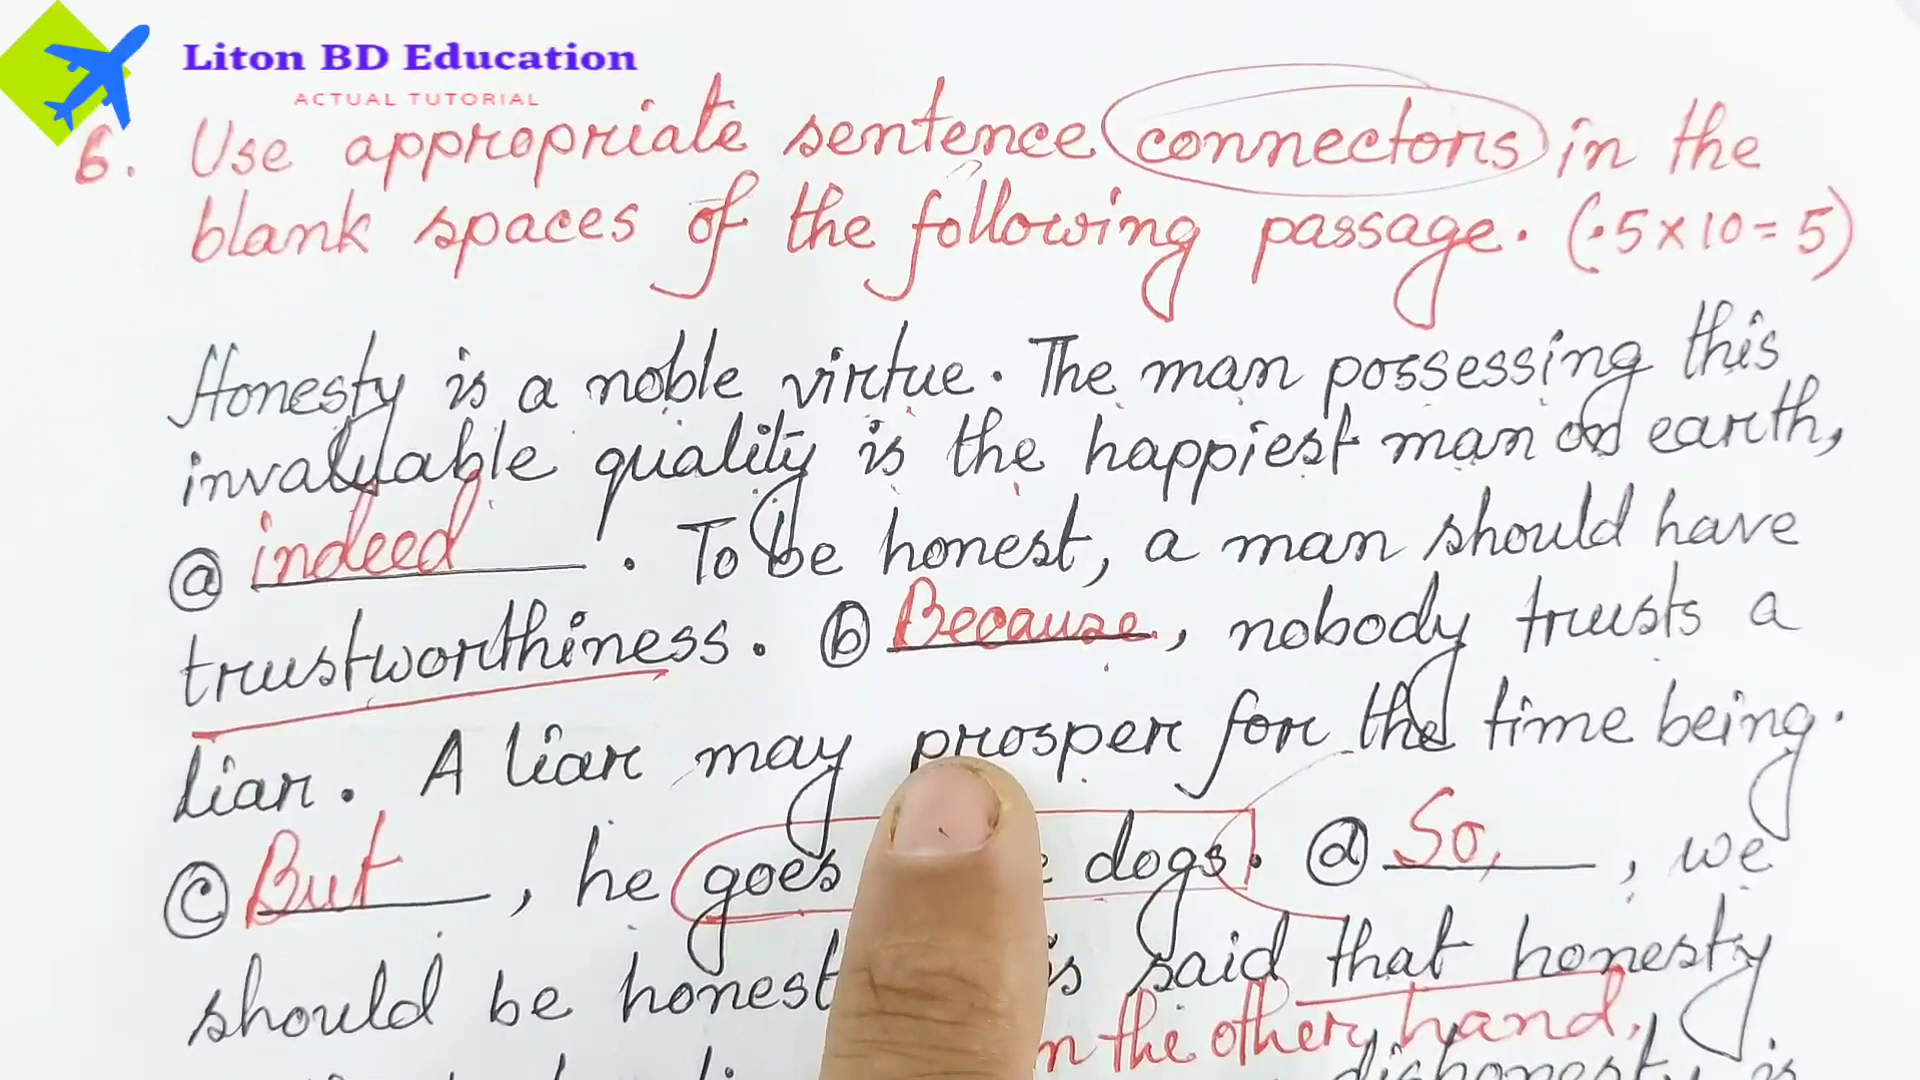 Liton BD Education
ACTUAL TUTORIAL
6. Use appropriate sentence connectors in the
blank spaces of the following passage. (.5×10=5)
Honesty is a noble virtue. The man possessing this
invaluable quality is the happiest man on earth,
ⓐ indeed . To be honest, a man should have
trustworthiness. ⓑ Because, nobody trusts a
liar. A liar may prosper for the time being.
ⓒ But , he goes dogs. ⓓ So, , we
should be honest said that honesty
the other hand,